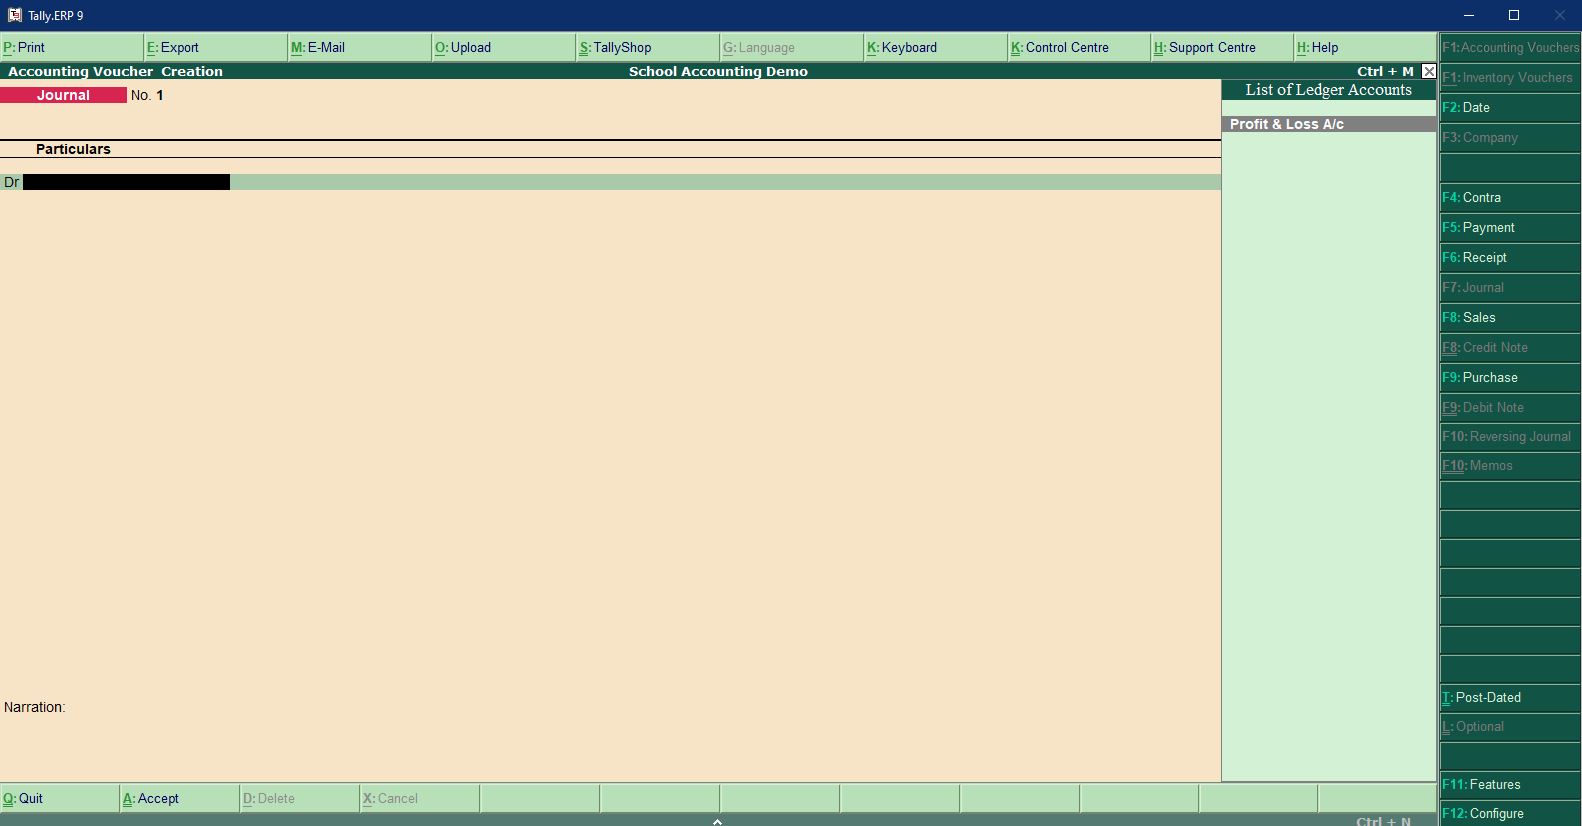 Tally.ERP 9
P: Print E: Export M: E-Mail O: Upload S: TallyShop G: Language K: Keyboard K: Control Centre H: Support Centre H: Help
Accounting Voucher Creation School Accounting Demo Ctrl + M
Journal No. 1
Particulars
Dr
Narration:
List of Ledger Accounts
Profit & Loss A/c
F1: Accounting Vouchers
F1: Inventory Vouchers
F2: Date
F3: Company
F4: Contra
F5: Payment
F6: Receipt
F7: Journal
F8: Sales
F8: Credit Note
F9: Purchase
F9: Debit Note
F10: Reversing Journal
F10: Memos
T: Post-Dated
L: Optional
F11: Features
F12: Configure
Q: Quit A: Accept D: Delete X: Cancel
Ctrl + N